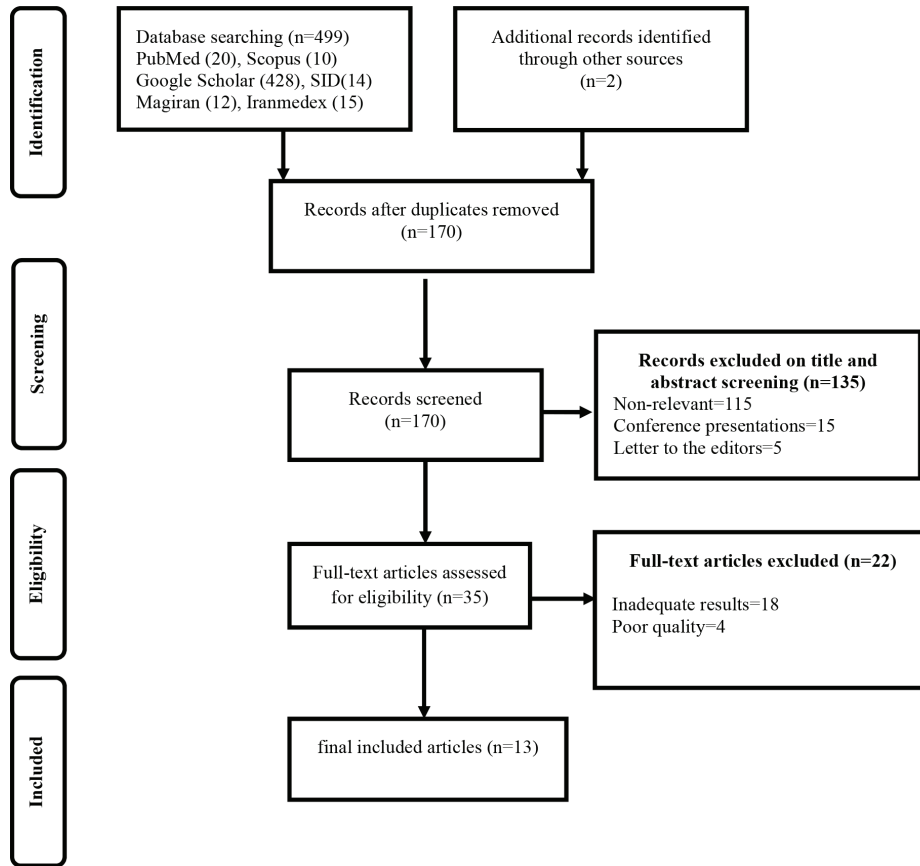 Identification
Database searching (n=499)
PubMed (20), Scopus (10)
Google Scholar (428), SID(14)
Magiran (12), Iranmedex (15)
Additional records identified
through other sources
(n=2)
Records after duplicates removed
(n=170)
Screening
Records screened
(n=170)
Records excluded on title and
abstract screening (n=135)
Non-relevant=115
Conference presentations=15
Letter to the editors=5
Eligibility
Full-text articles assessed
for eligibility (n=35)
Full-text articles excluded (n=22)
Inadequate results=18
Poor quality=4
Included
final included articles (n=13)